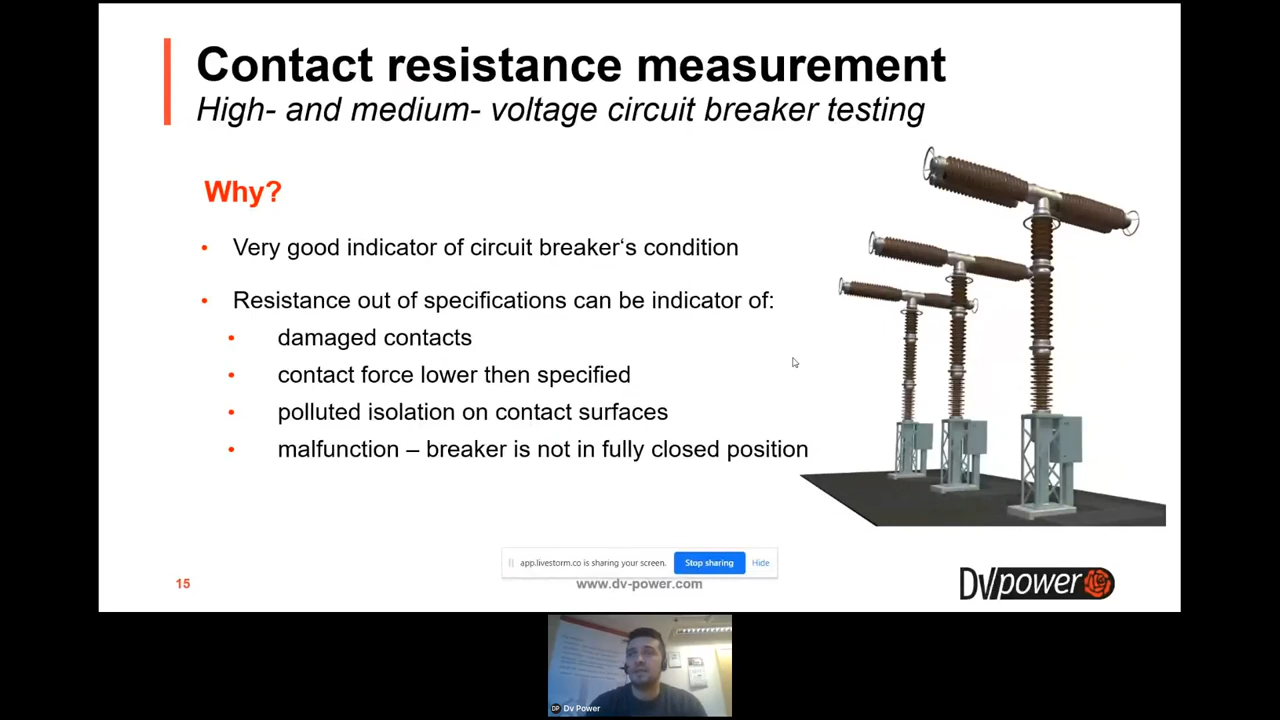 Contact resistance measurement
High- and medium- voltage circuit breaker testing
Why?
• Very good indicator of circuit breaker‘s condition
• Resistance out of specifications can be indicator of:
• damaged contacts
• contact force lower then specified
• polluted isolation on contact surfaces
• malfunction – breaker is not in fully closed position
app.livestorm.co is sharing your screen. Stop sharing Hide
15
www.dv-power.com
DV power
DP Dv Power